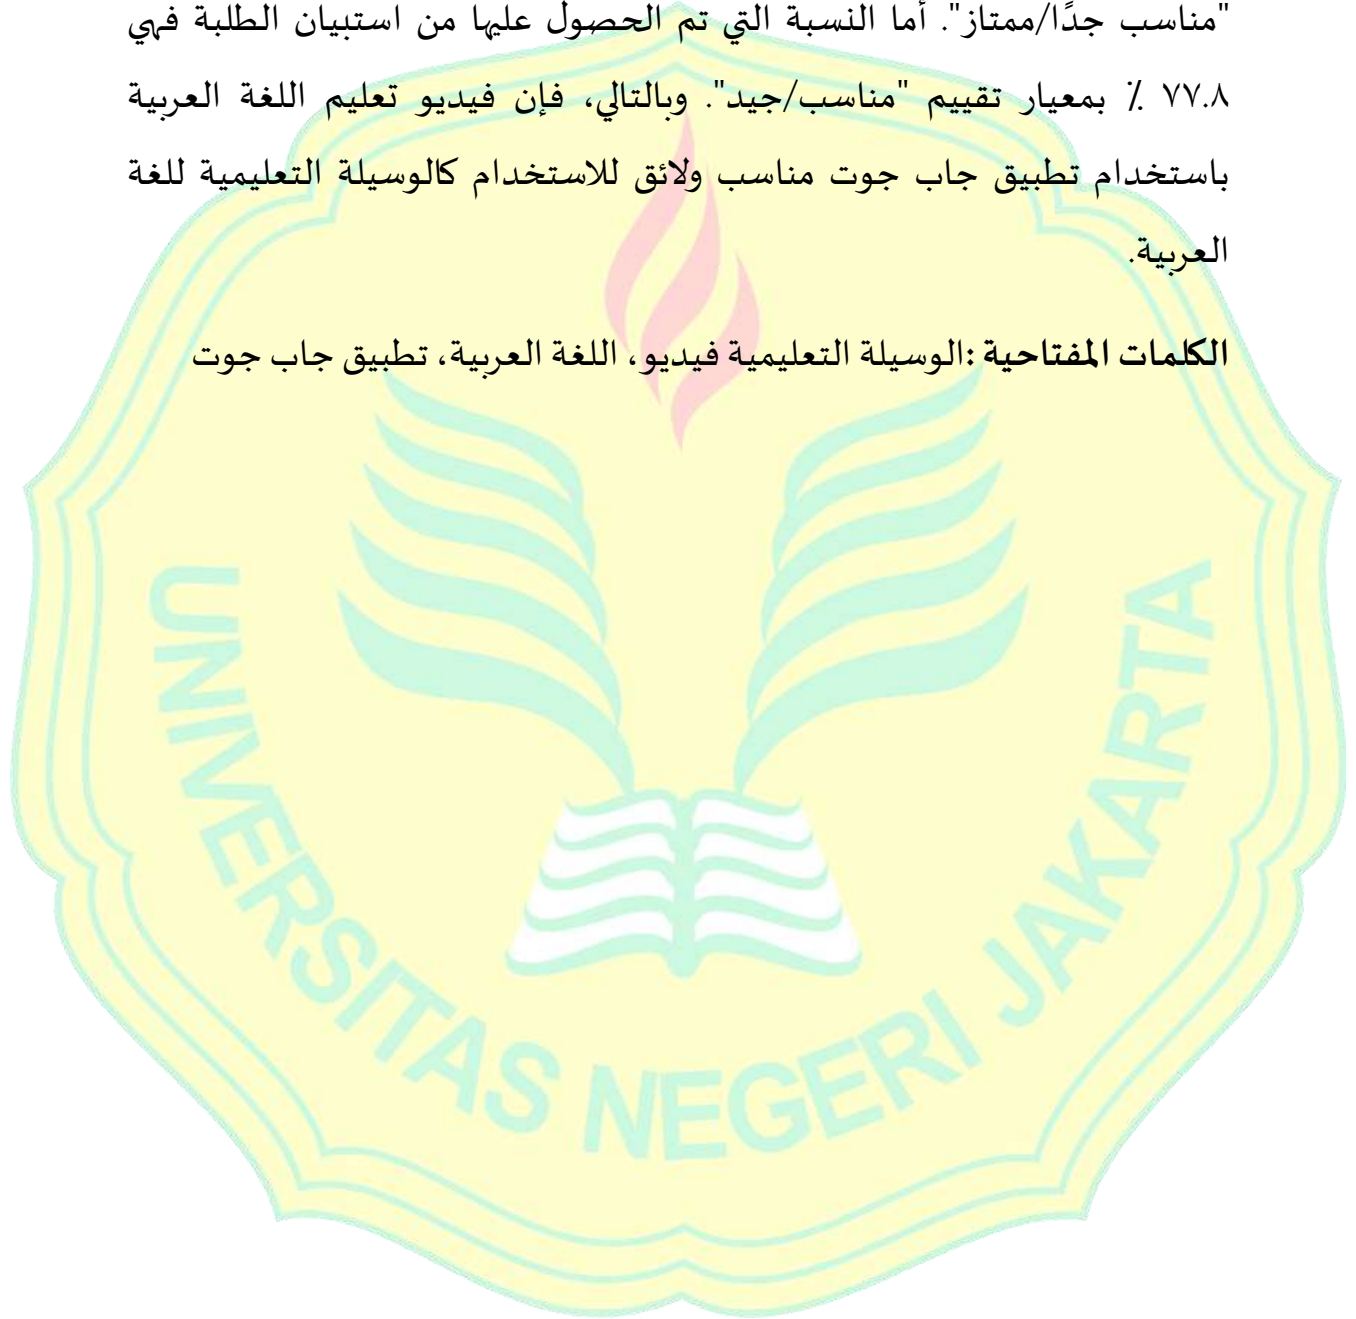 "مناسب جدًا/ممتاز". أما النسبة التي تم الحصول عليها من استبيان الطلبة فهي
٧٧.٨ ٪ بمعيار تقييم "مناسب/جيد". وبالتالي، فإن فيديو تعليم اللغة العربية
باستخدام تطبيق جاب جوت مناسب ولائق للاستخدام كالوسيلة التعليمية للغة
العربية.
الكلمات المفتاحية :الوسيلة التعليمية فيديو، اللغة العربية، تطبيق جاب جوت
UNIVERSITAS NEGERI JAKARTA